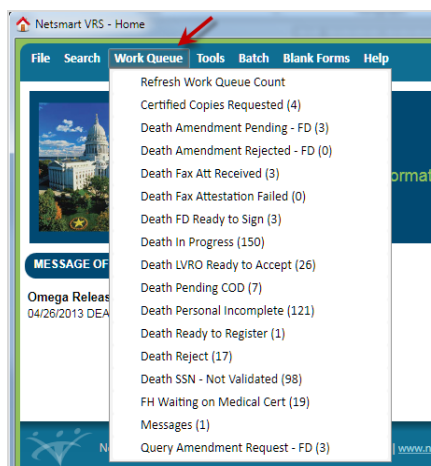 Netsmart VRS - Home
File Search Work Queue Tools Batch Blank Forms Help
Refresh Work Queue Count
Certified Copies Requested (4)
Death Amendment Pending - FD (3)
Death Amendment Rejected - FD (0)
Death Fax Att Received (3)
Death Fax Attestation Failed (0)
Death FD Ready to Sign (3)
Death In Progress (150)
Death LVRO Ready to Accept (26)
Death Pending COD (7)
Death Personal Incomplete (121)
Death Ready to Register (1)
Death Reject (17)
Death SSN - Not Validated (98)
FH Waiting on Medical Cert (19)
Messages (1)
Query Amendment Request - FD (3)
ormat
MESSAGE OF
Omega Releas
04/26/2013 DEA
N
| www.n